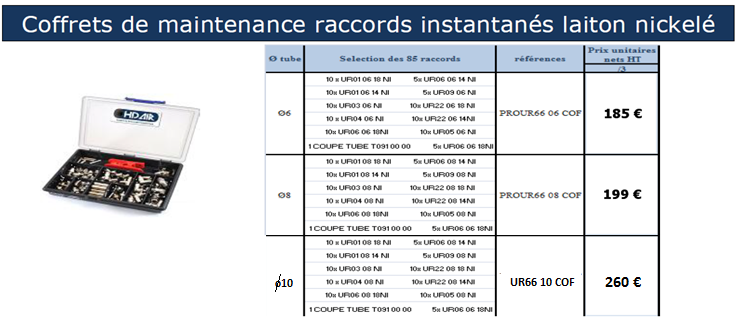 Coffrets de maintenance raccords instantanés laiton nickelé
HDAIR
Ø tube Selection des 85 raccords références Prix unitaires nets HT
/3
Ø6 PROUR66 06 COF 185 €
10 x UR01 06 18 NI 5x UR06 06 14 NI
10x UR01 06 14 NI 5x UR09 06 NI
10x UR03 06 NI 10x UR22 06 18 NI
10 x UR04 06 NI 10x UR22 06 14NI
10x UR06 06 18NI 10x UR05 06 NI
1 COUPE TUBE T091 00 00 5x UR06 06 18NI
Ø8 PROUR66 08 COF 199 €
10 x UR01 08 18 NI 5x UR06 08 14 NI
10x UR01 08 14 NI 5x UR09 08 NI
10x UR03 08 NI 10x UR22 08 18 NI
10 x UR04 08 NI 10x UR22 08 14NI
10x UR06 08 18NI 10x UR05 08 NI
1 COUPE TUBE T091 00 00 5x UR06 06 18NI
ø10 UR66 10 COF 260 €
10 x UR01 08 18 NI 5x UR06 08 14 NI
10x UR01 08 14 NI 5x UR09 08 NI
10x UR03 08 NI 10x UR22 08 18 NI
10 x UR04 08 NI 10x UR22 08 14NI
10x UR06 08 18NI 10x UR05 08 NI
1 COUPE TUBE T091 00 00 5x UR06 06 18NI